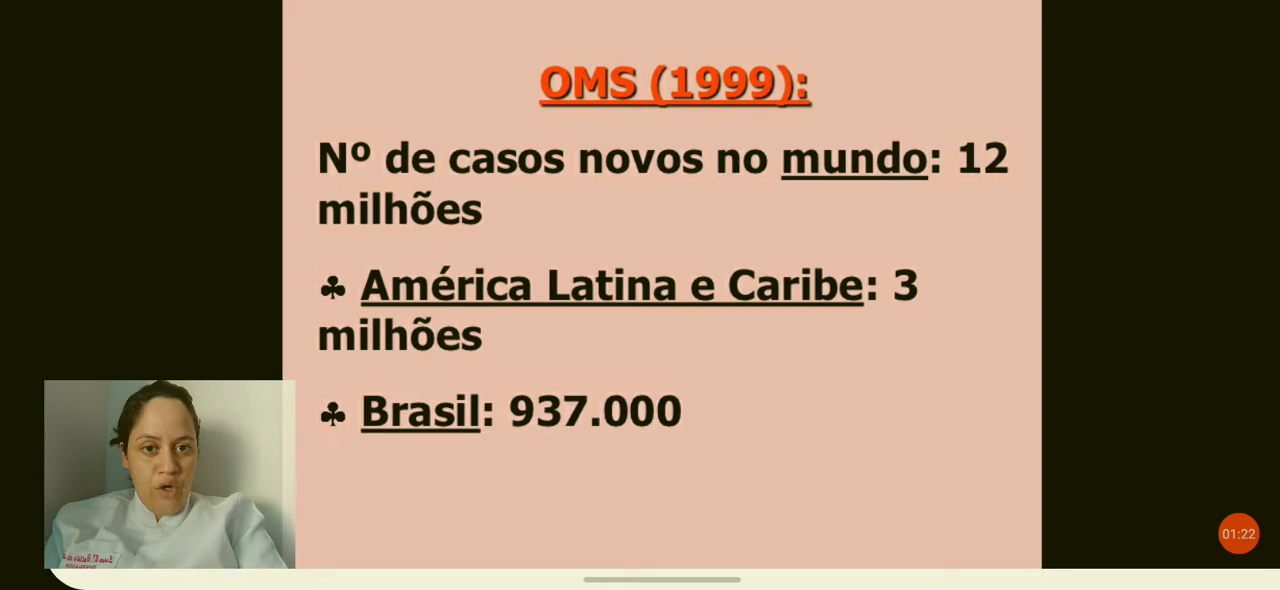 OMS (1999):
Nº de casos novos no mundo: 12
milhões
♣ América Latina e Caribe: 3
milhões
♣ Brasil: 937.000
01:22